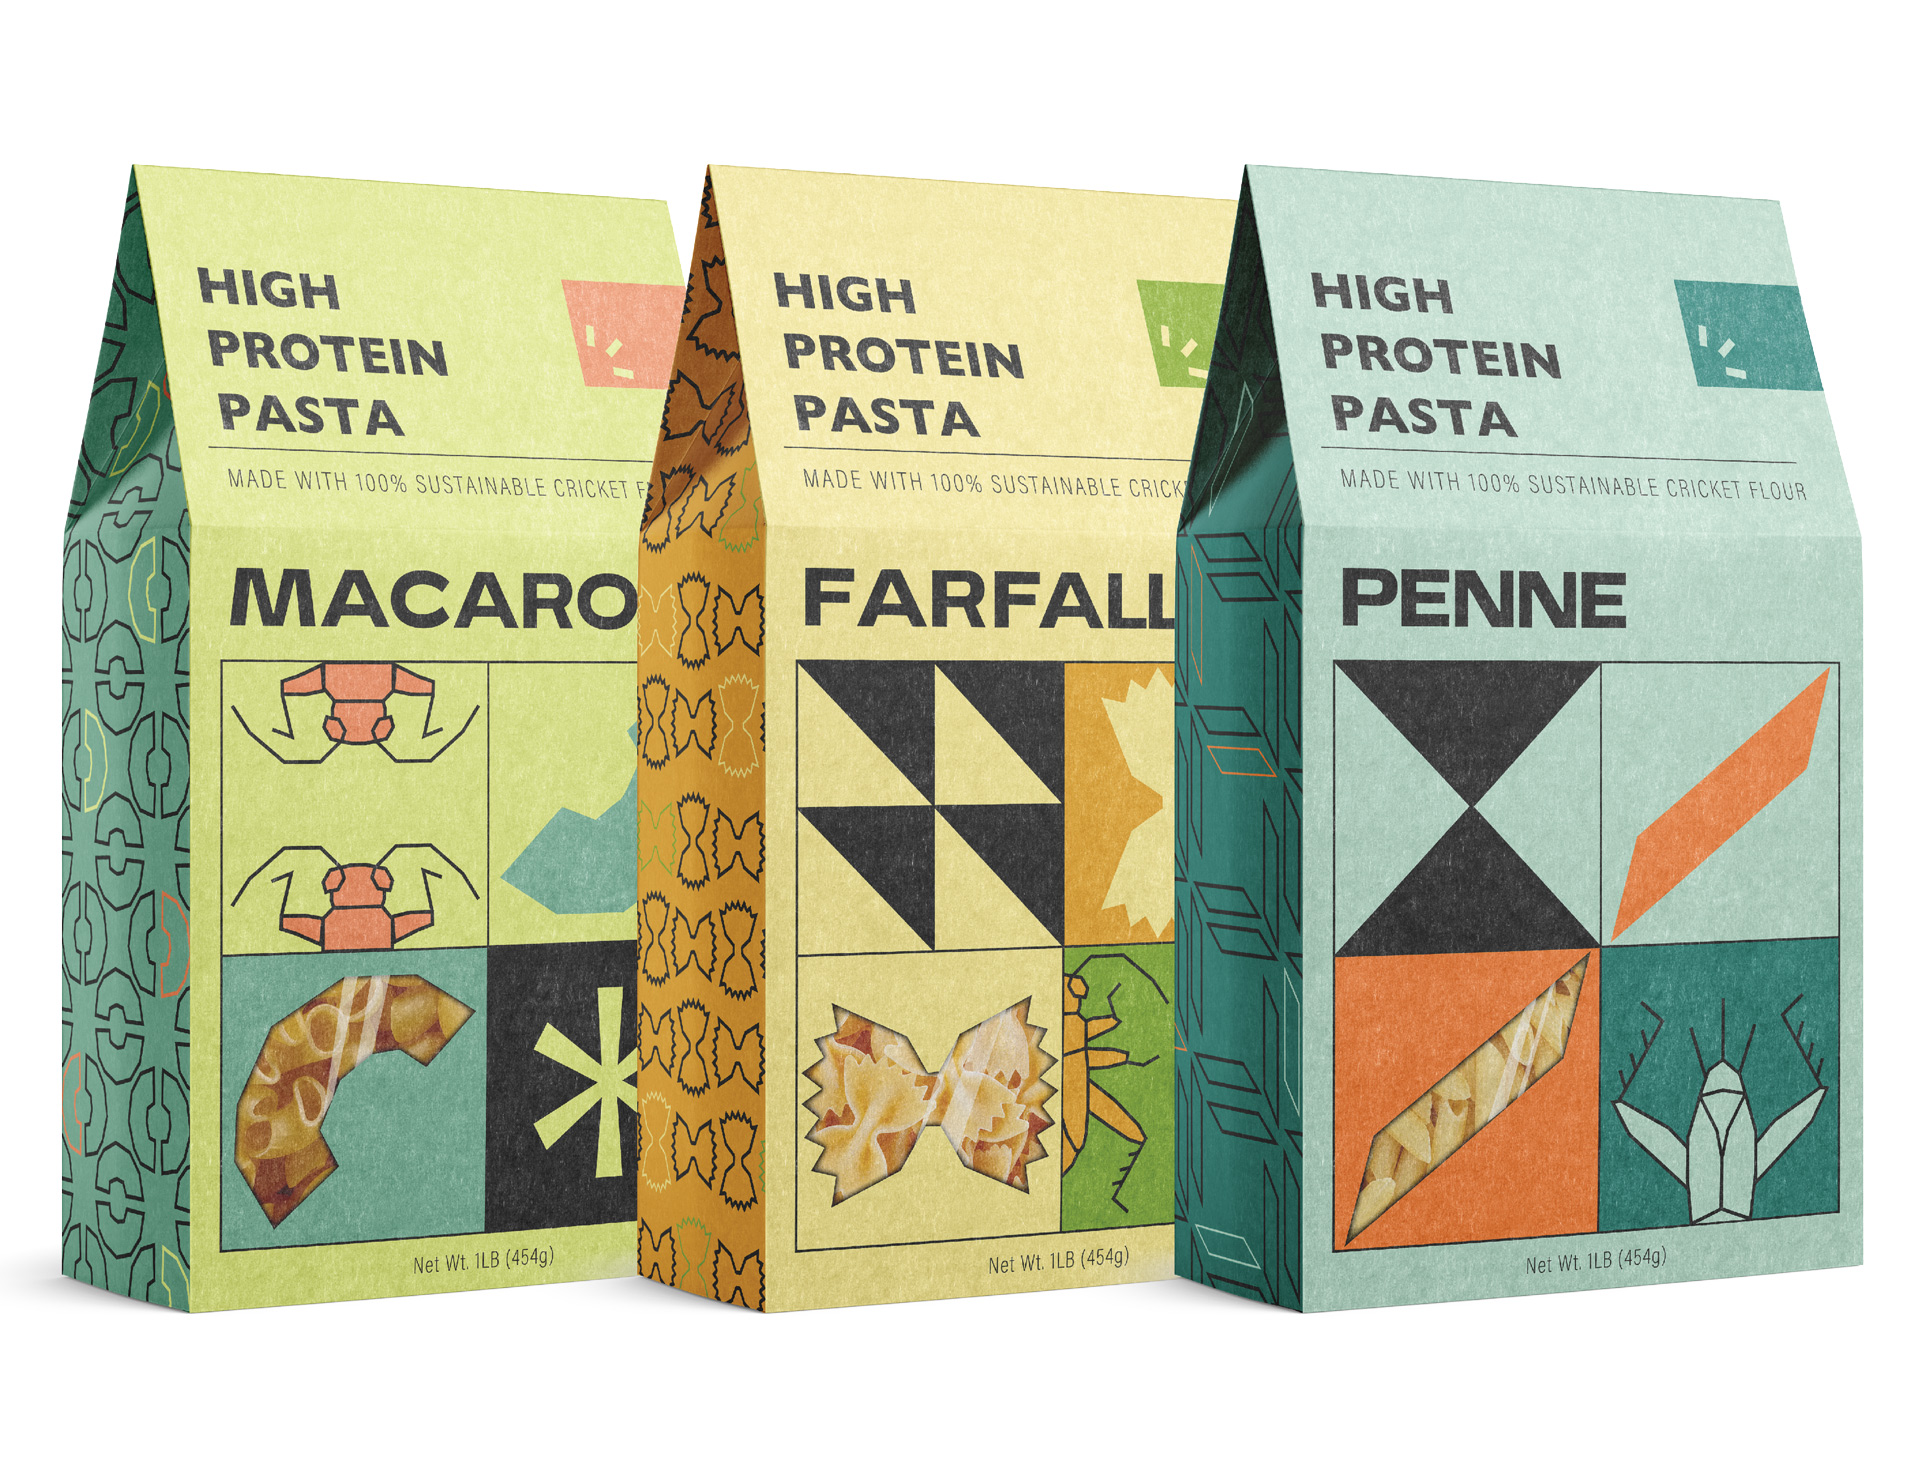 HIGH
PROTEIN
PASTA
MADE WITH 100% SUSTAINABLE CRICKET F
MACARO
Net Wt. 1LB (454g)
HIGH
PROTEIN
PASTA
MADE WITH 100% SUSTAINABLE CRICK
FARFALL
Net Wt. 1LB (454g)
HIGH
PROTEIN
PASTA
MADE WITH 100% SUSTAINABLE CRICKET FLOUR
PENNE
Net Wt. 1LB (454g)